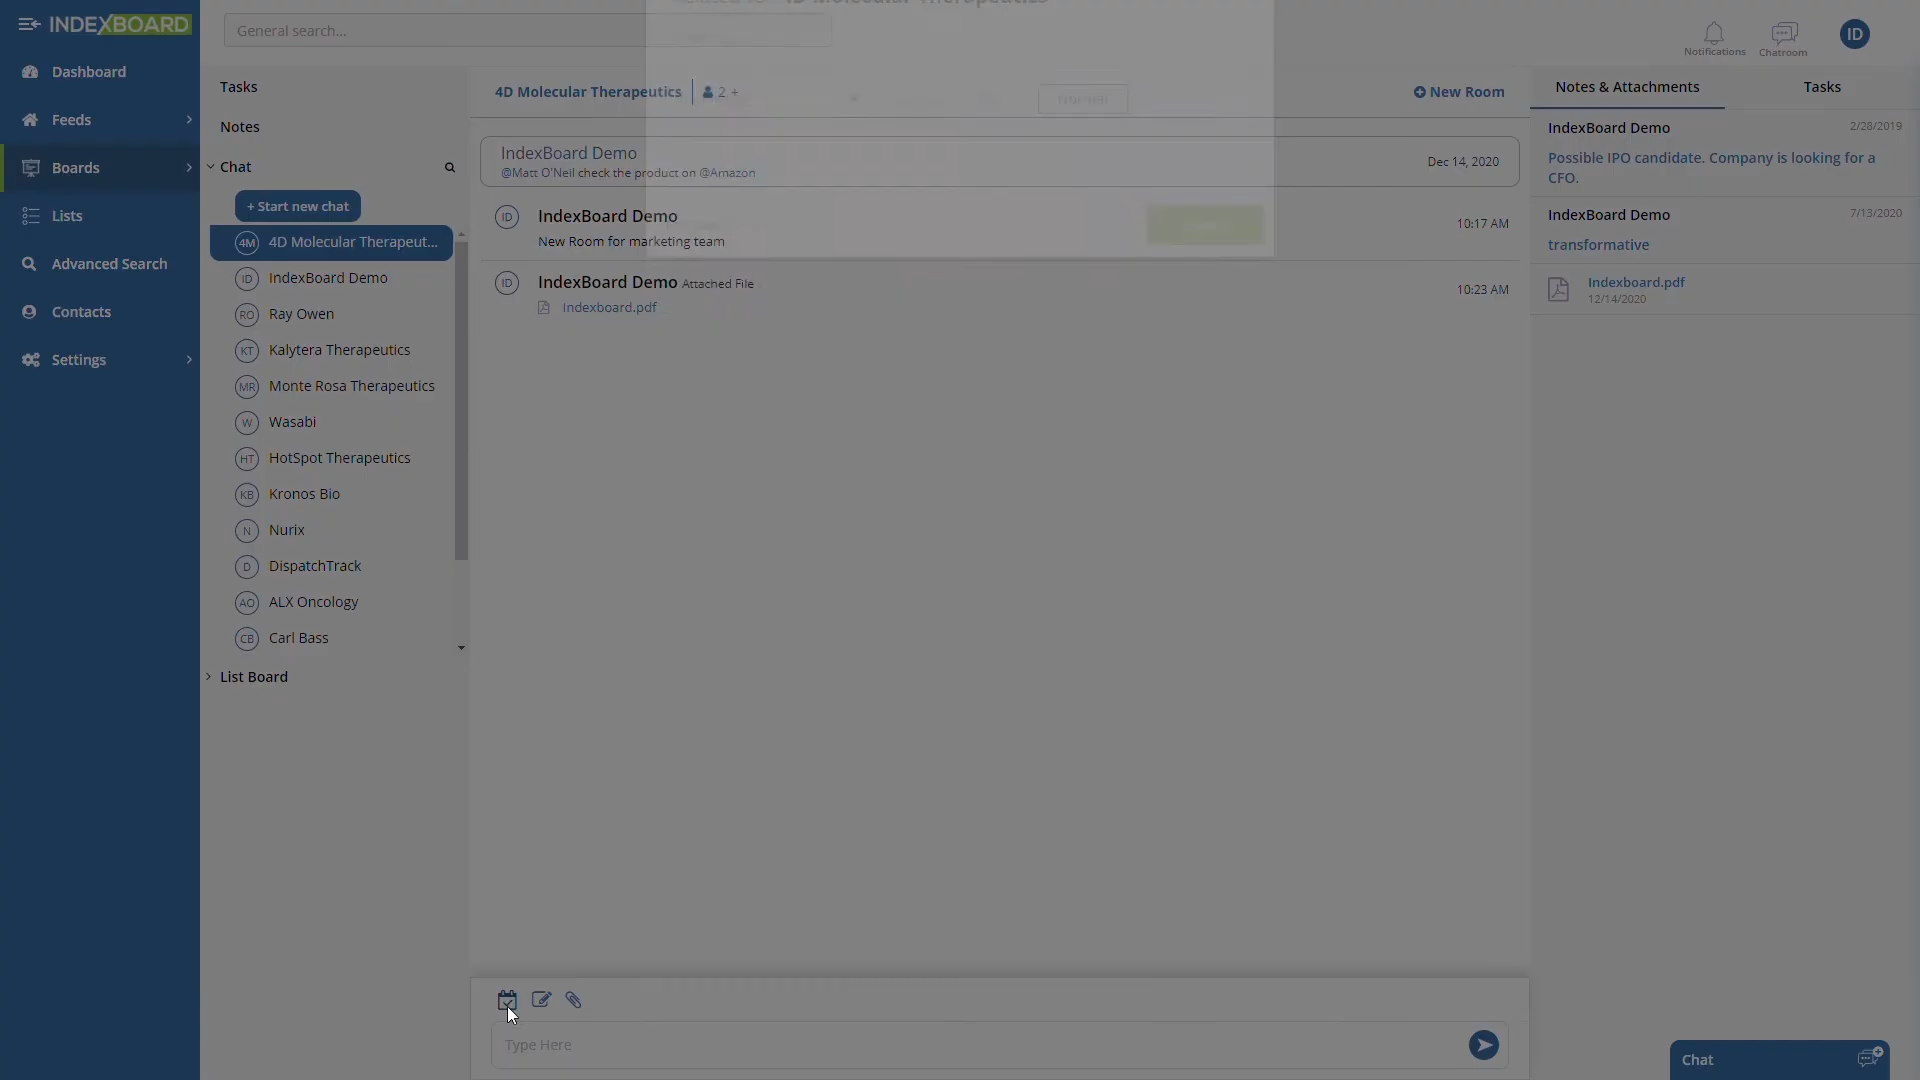 INDEXBOARD
General search...
Notifications
Chatroom
ID
Dashboard
Feeds
Boards
Lists
Advanced Search
Contacts
Settings
Tasks
Notes
Chat
+ Start new chat
4M 4D Molecular Therapeut...
ID IndexBoard Demo
RO Ray Owen
KT Kalytera Therapeutics
MR Monte Rosa Therapeutics
W Wasabi
HT HotSpot Therapeutics
KB Kronos Bio
N Nurix
D DispatchTrack
AO ALX Oncology
CB Carl Bass
List Board
4D Molecular Therapeutics
4D Molecular Therapeutics
2 +
New Room
IndexBoard Demo
Dec 14, 2020
@Matt O'Neil check the product on @Amazon
ID IndexBoard Demo
10:17 AM
New Room for marketing team
ID IndexBoard Demo Attached File
10:23 AM
Indexboard.pdf
Type Here
Notes & Attachments
Tasks
IndexBoard Demo
2/28/2019
Possible IPO candidate. Company is looking for a
CFO.
IndexBoard Demo
7/13/2020
transformative
Indexboard.pdf
12/14/2020
Chat